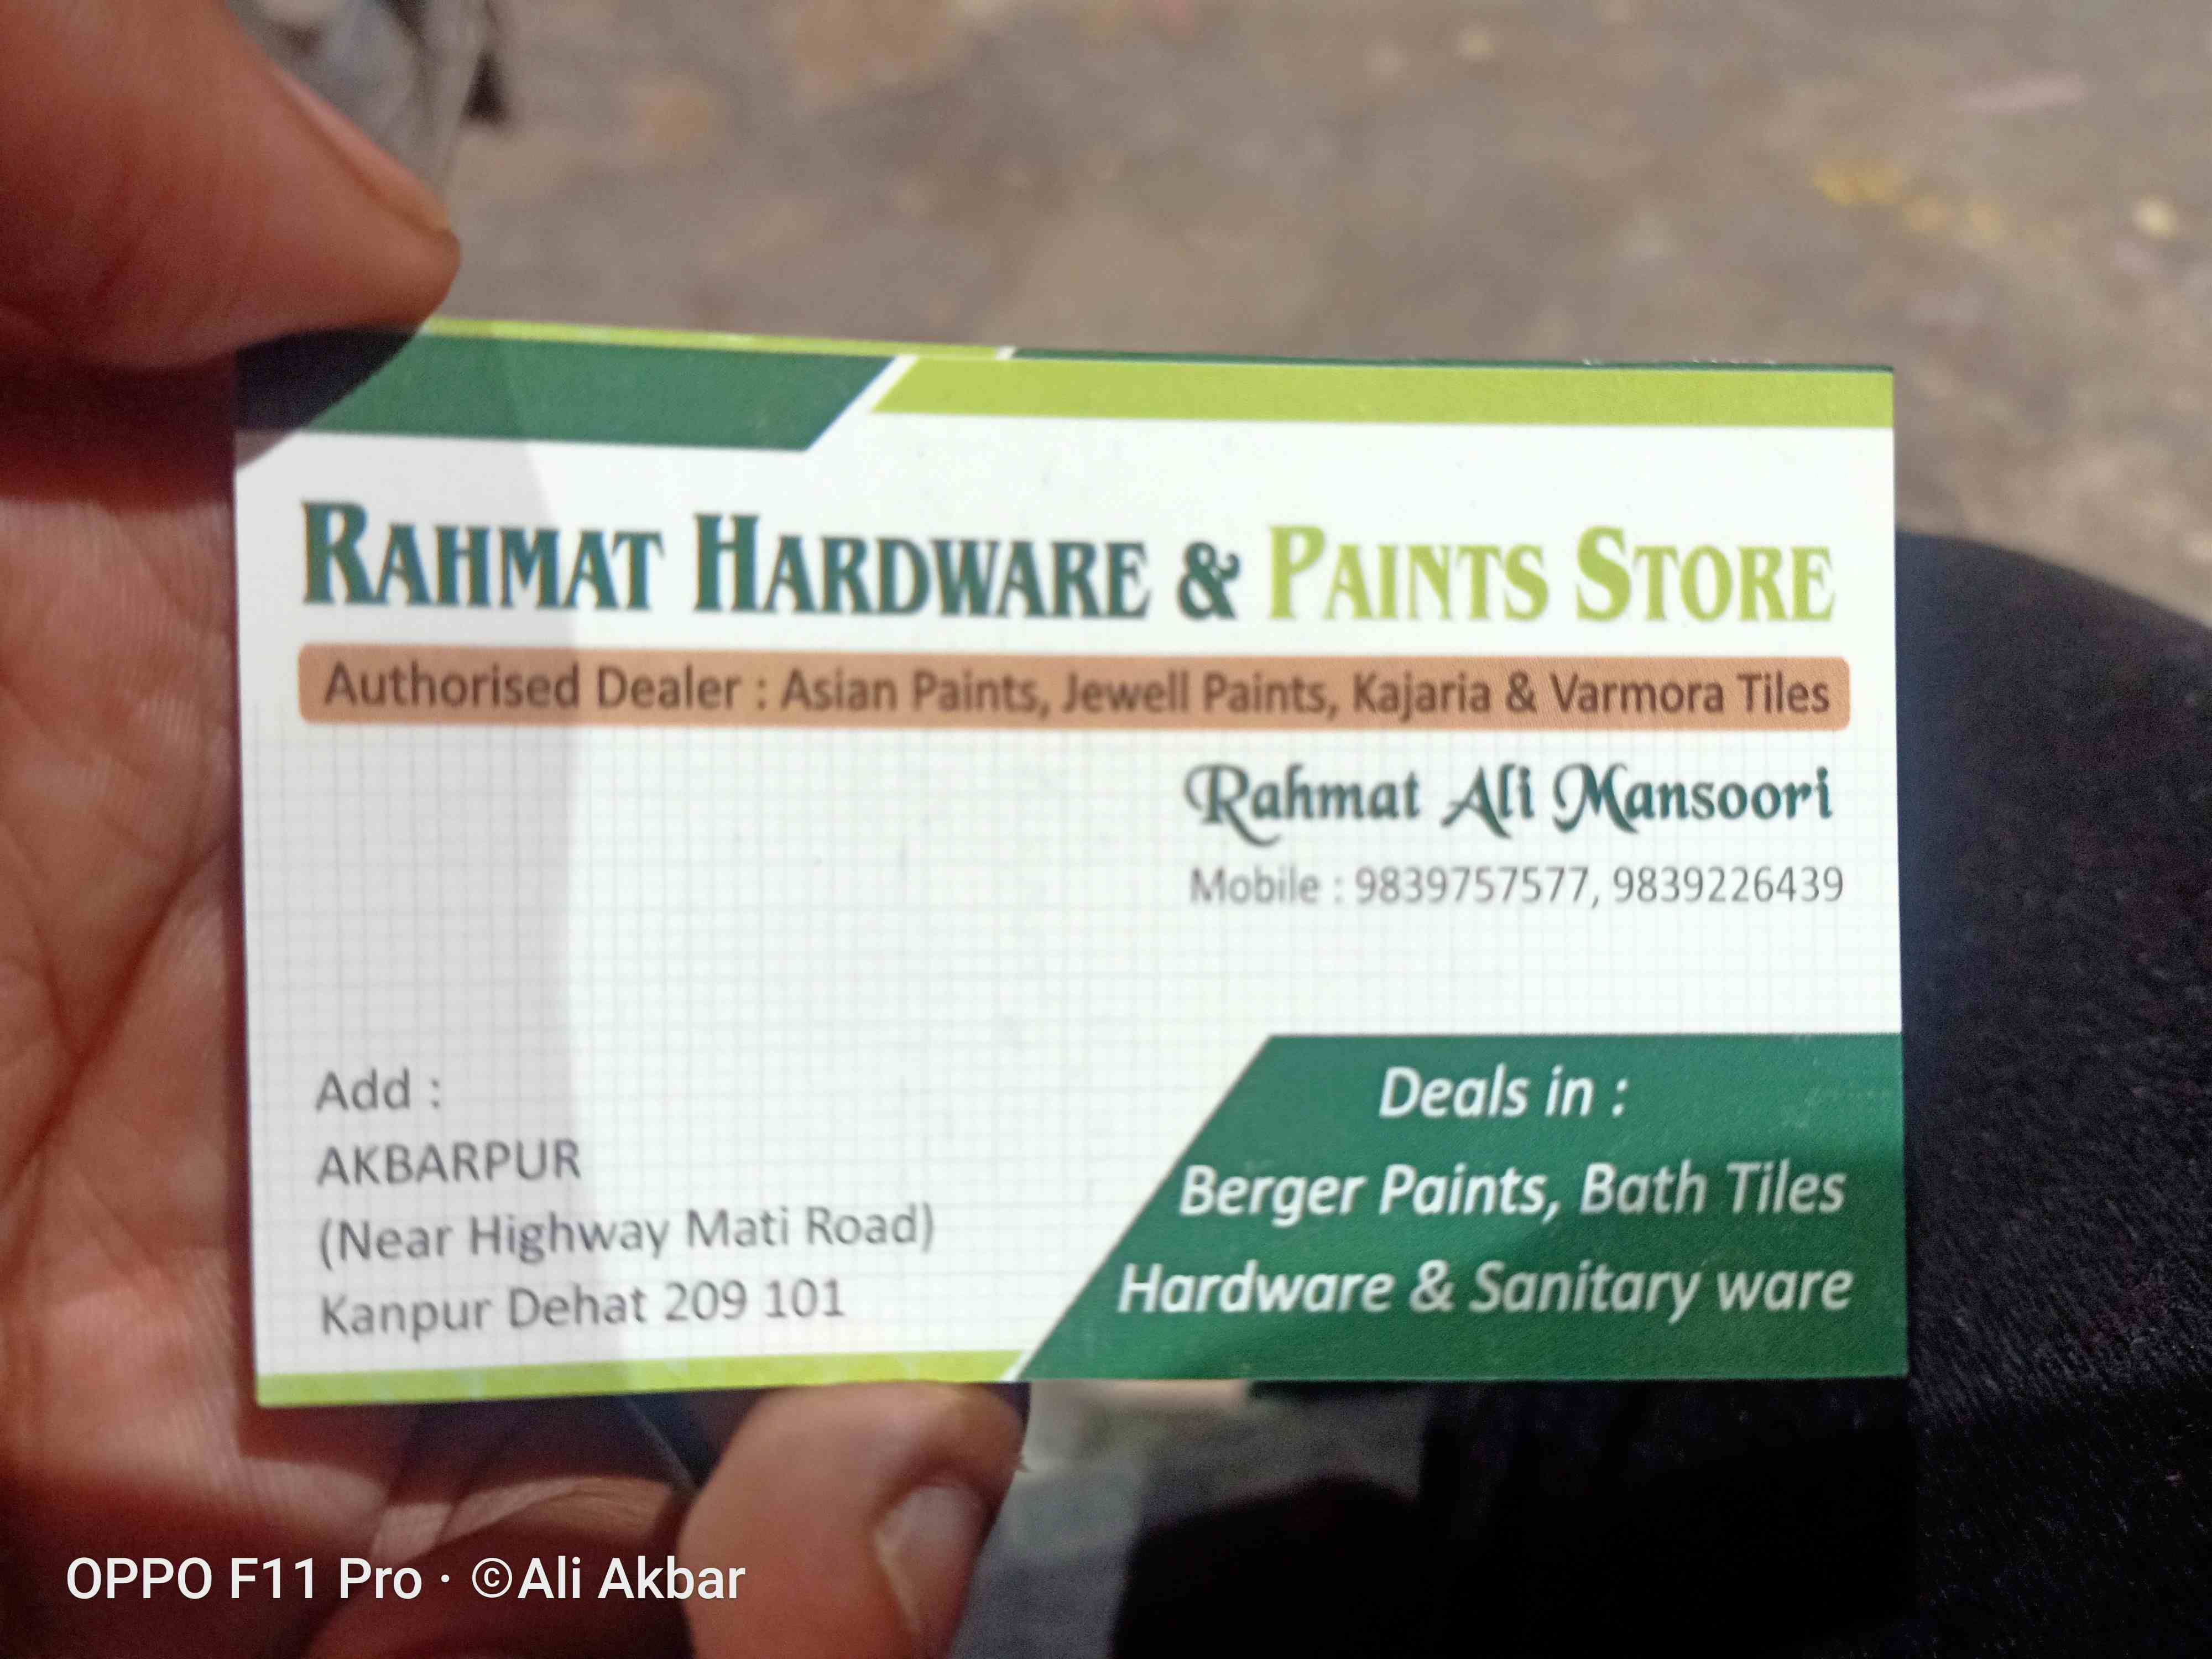 RAHMAT HARDWARE & PAINTS STORE
Authorised Dealer : Asian Paints, Jewell Paints, Kajaria & Varmora Tiles
Rahmat Ali Mansoori
Mobile : 9839757577, 9839226439
Add :
AKBARPUR
(Near Highway Mati Road)
Kanpur Dehat 209 101
Deals in :
Berger Paints, Bath Tiles
Hardware & Sanitary ware
OPPO F11 Pro · ©Ali Akbar